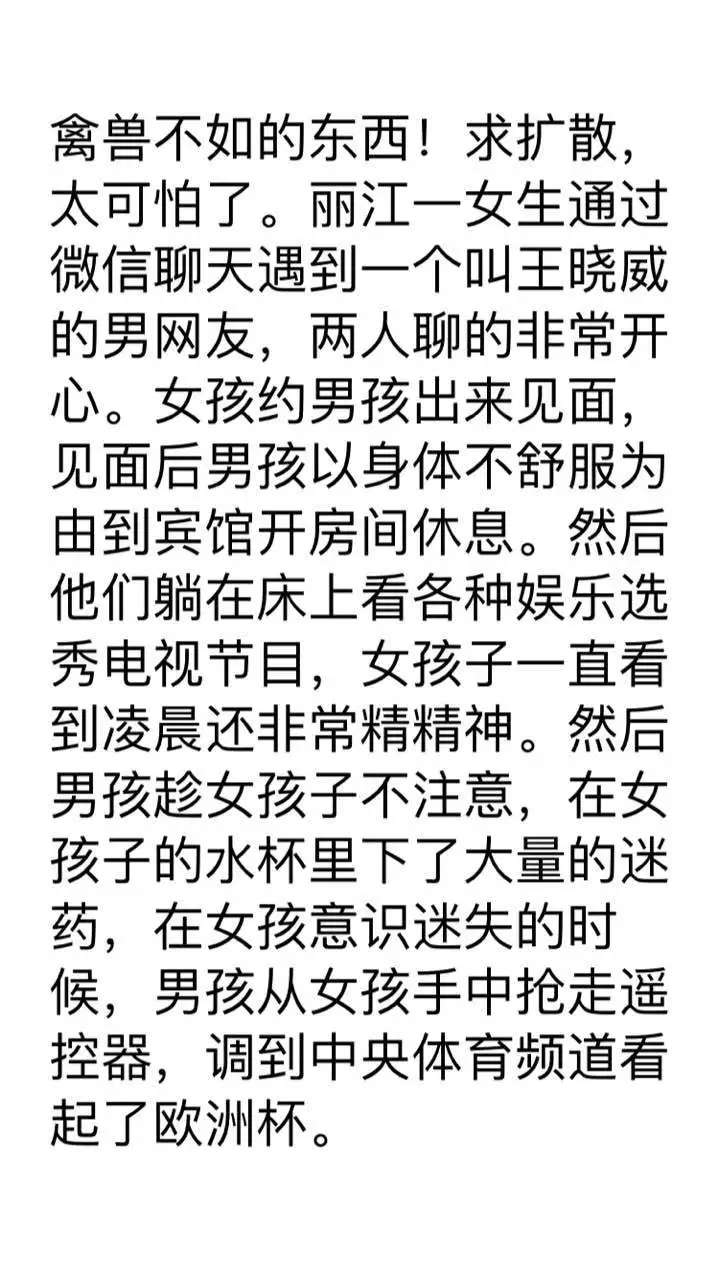 禽兽不如的东西！求扩散，
太可怕了。丽江一女生通过
微信聊天遇到一个叫王晓威
的男网友，两人聊的非常开
心。女孩约男孩出来见面，
见面后男孩以身体不舒服为
由到宾馆开房间休息。然后
他们躺在床上看各种娱乐选
秀电视节目，女孩子一直看
到凌晨还非常精精神。然后
男孩趁女孩子不注意，在女
孩子的水杯里下了大量的迷
药，在女孩意识迷失的时
候，男孩从女孩手中抢走遥
控器，调到中央体育频道看
起了欧洲杯。